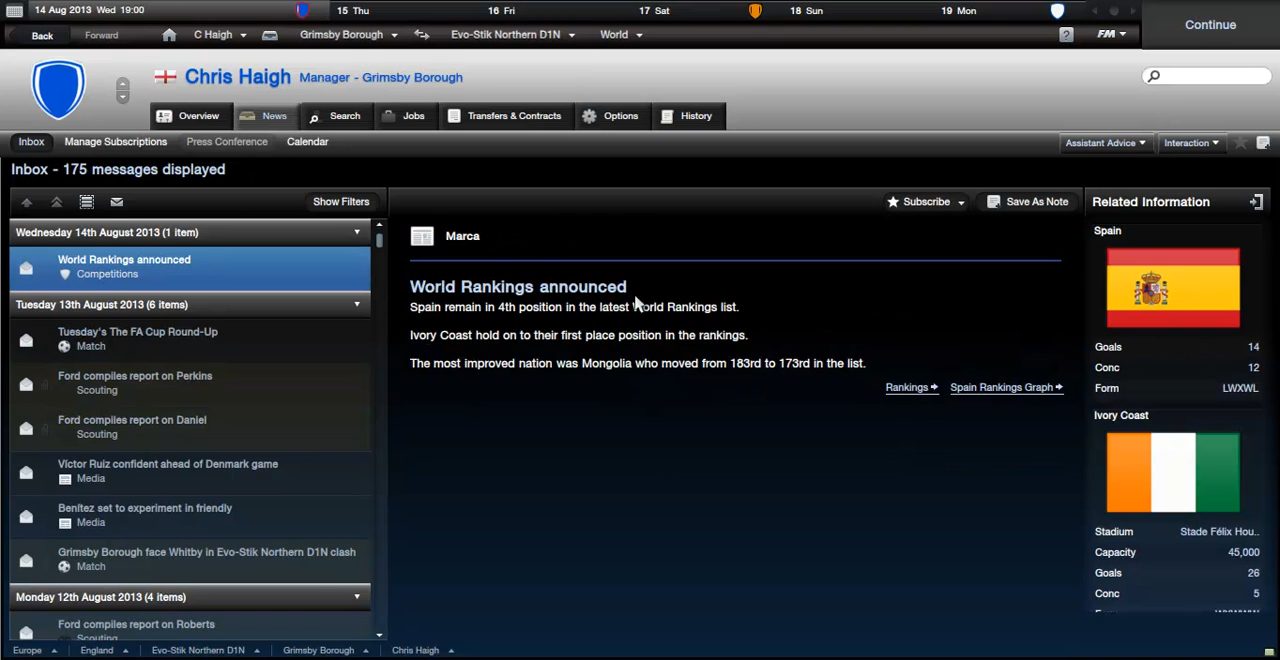 14 Aug 2013 Wed 19:00 15 Thu 16 Fri 17 Sat 18 Sun 19 Mon
Continue
Back Forward C Haigh Grimsby Borough Evo-Stik Northern D1N World ? FM
Chris Haigh Manager - Grimsby Borough
Overview News Search Jobs Transfers & Contracts Options History
Inbox Manage Subscriptions Press Conference Calendar Assistant Advice Interaction
Inbox - 175 messages displayed
Show Filters Subscribe Save As Note Related Information
Wednesday 14th August 2013 (1 item)
World Rankings announced
Competitions
Tuesday 13th August 2013 (6 items)
Tuesday's The FA Cup Round-Up
Match
Ford compiles report on Perkins
Scouting
Ford compiles report on Daniel
Scouting
Víctor Ruiz confident ahead of Denmark game
Media
Benítez set to experiment in friendly
Media
Grimsby Borough face Whitby in Evo-Stik Northern D1N clash
Match
Monday 12th August 2013 (4 items)
Ford compiles report on Roberts
Scouting
Marca
World Rankings announced
Spain remain in 4th position in the latest World Rankings list.
Ivory Coast hold on to their first place position in the rankings.
The most improved nation was Mongolia who moved from 183rd to 173rd in the list.
Rankings Spain Rankings Graph
Spain
Goals 14
Conc 12
Form LWXWL
Ivory Coast
Stadium Stade Félix Hou..
Capacity 45,000
Goals 26
Conc 5
Europe England Evo-Stik Northern D1N Grimsby Borough Chris Haigh